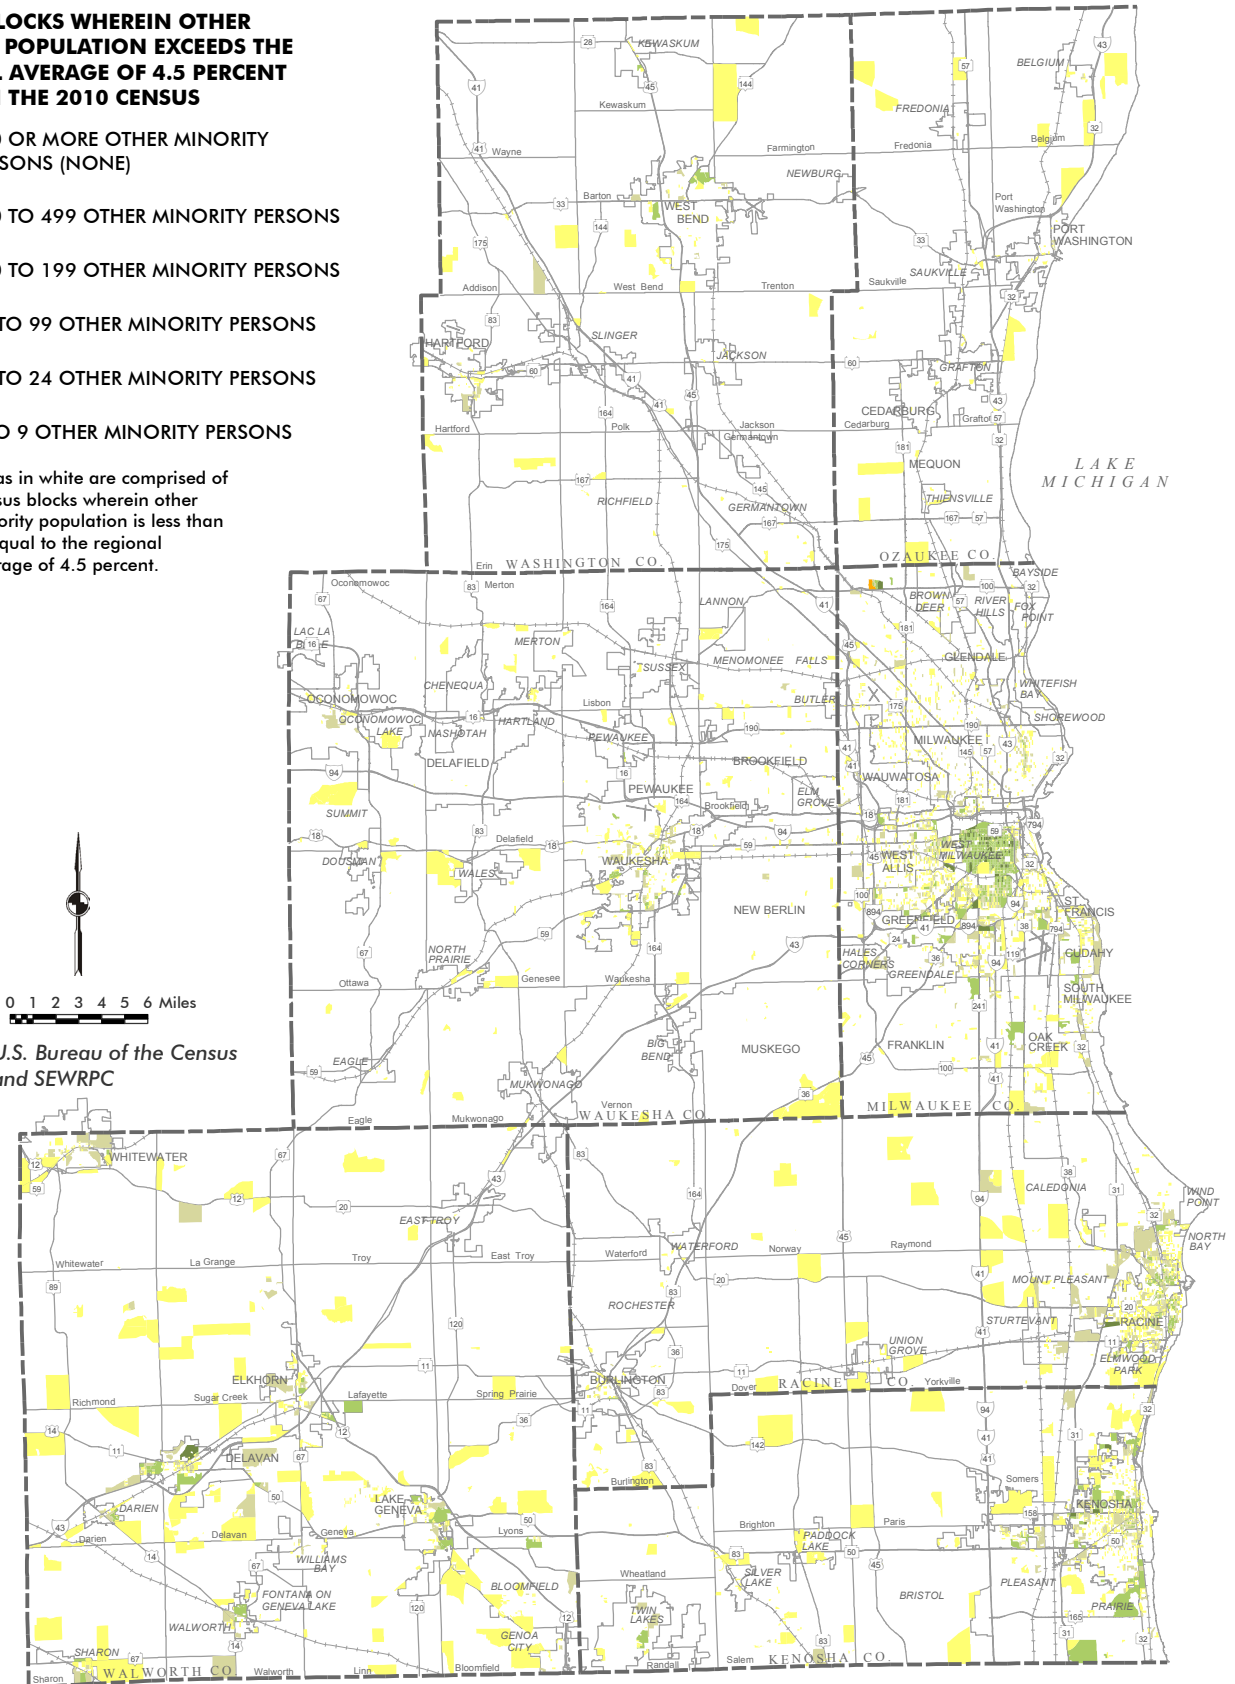 LOCKS WHEREIN OTHER
POPULATION EXCEEDS THE
AVERAGE OF 4.5 PERCENT
THE 2010 CENSUS
OR MORE OTHER MINORITY
SONS (NONE)
TO 499 OTHER MINORITY PERSONS
TO 199 OTHER MINORITY PERSONS
TO 99 OTHER MINORITY PERSONS
TO 24 OTHER MINORITY PERSONS
O 9 OTHER MINORITY PERSONS
as in white are comprised of
sus blocks wherein other
ority population is less than
equal to the regional
rage of 4.5 percent.
0 1 2 3 4 5 6 Miles
U.S. Bureau of the Census
and SEWRPC
KEWASKUM
Kewaskum
Wayne
Farmington
NEWBURG
Barton
WEST
BEND
Addison
West Bend
Trenton
HARTFORD
SLINGER
JACKSON
Hartford
Polk
Jackson
Germantown
RICHFIELD
GERMANTOWN
Erin
WASHINGTON CO.
BELGIUM
FREDONIA
Fredonia
Belgium
Port
Washington
PORT
WASHINGTON
SAUKVILLE
Saukville
GRAFTON
CEDARBURG
Cedarburg
Grafton
MEQUON
THIENSVILLE
OZAUKEE CO.
LAKE
MICHIGAN
Oconomowoc
Merton
LANNON
LAC LA
BELLE
MERTON
SUSSEX
MENOMONEE FALLS
CHENEQUA
OCONOMOWOC
OCONOMOWOC
LAKE
NASHOTAH
HARTLAND
Lisbon
PEWAUKEE
BUTLER
DELAFIELD
BROOKFIELD
PEWAUKEE
ELM
GROVE
Brookfield
SUMMIT
Delafield
DOUSMAN
WALES
WAUKESHA
NEW BERLIN
NORTH
PRAIRIE
Ottawa
Genesee
Waukesha
EAGLE
BIG
BEND
MUSKEGO
MUKWONAGO
Vernon
Eagle
Mukwonago
WAUKESHA CO.
BAYSIDE
BROWN
DEER
RIVER
HILLS
FOX
POINT
GLENDALE
WHITEFISH
BAY
SHOREWOOD
MILWAUKEE
WAUWATOSA
WEST
MILWAUKEE
WEST
ALLIS
ST.
FRANCIS
GREENFIELD
HALES
CORNERS
GREENDALE
CUDAHY
SOUTH
MILWAUKEE
FRANKLIN
OAK
CREEK
MILWAUKEE CO.
WHITEWATER
EAST TROY
Whitewater
La Grange
Troy
East Troy
ELKHORN
Richmond
Sugar Creek
Lafayette
Spring Prairie
DELAVAN
DARIEN
LAKE
GENEVA
Darien
Delavan
Geneva
Lyons
WILLIAMS
BAY
FONTANA ON
GENEVA LAKE
BLOOMFIELD
WALWORTH
GENOA
CITY
SHARON
Sharon
WALWORTH CO.
Walworth
Linn
Bloomfield
CALEDONIA
WIND
POINT
NORTH
BAY
WATERFORD
Waterford
Norway
Raymond
MOUNT PLEASANT
ROCHESTER
STURTEVANT
RACINE
UNION
GROVE
ELMWOOD
PARK
BURLINGTON
Dover
RACINE CO.
Yorkville
Burlington
Somers
KENOSHA
Brighton
Paris
PADDOCK
LAKE
Wheatland
SILVER
LAKE
TWIN
LAKES
BRISTOL
PLEASANT
PRAIRIE
Randall
Salem
KENOSHA CO.